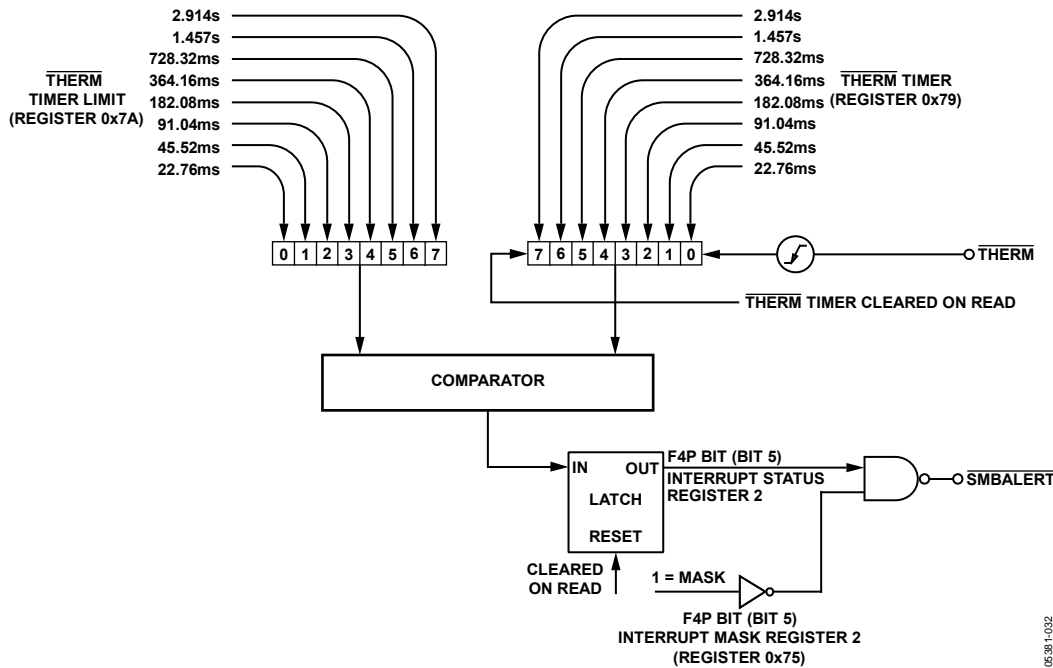 2.914s
1.457s
728.32ms
364.16ms
182.08ms
91.04ms
45.52ms
22.76ms
THERM
TIMER LIMIT
(REGISTER 0x7A)
2.914s
1.457s
728.32ms
364.16ms
182.08ms
91.04ms
45.52ms
22.76ms
THERM TIMER
(REGISTER 0x79)
0 1 2 3 4 5 6 7
7 6 5 4 3 2 1 0
THERM
THERM TIMER CLEARED ON READ
COMPARATOR
IN OUT
LATCH
RESET
F4P BIT (BIT 5)
INTERRUPT STATUS
REGISTER 2
SMBALERT
CLEARED
ON READ
1 = MASK
F4P BIT (BIT 5)
INTERRUPT MASK REGISTER 2
(REGISTER 0x75)
05381-032